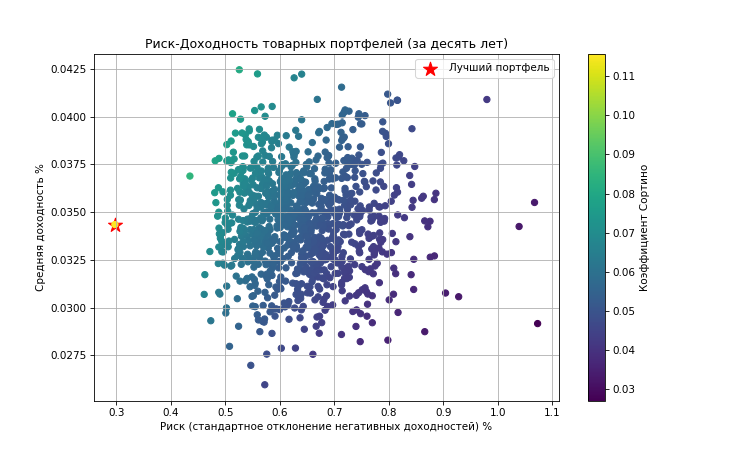 Риск-Доходность товарных портфелей (за десять лет)
Лучший портфель
Средняя доходность %
0.0425
0.0400
0.0375
0.0350
0.0325
0.0300
0.0275
0.3 0.4 0.5 0.6 0.7 0.8 0.9 1.0 1.1
Риск (стандартное отклонение негативных доходностей) %
0.11
0.10
0.09
0.08
0.07
0.06
0.05
0.04
0.03
Коэффициент Сортино